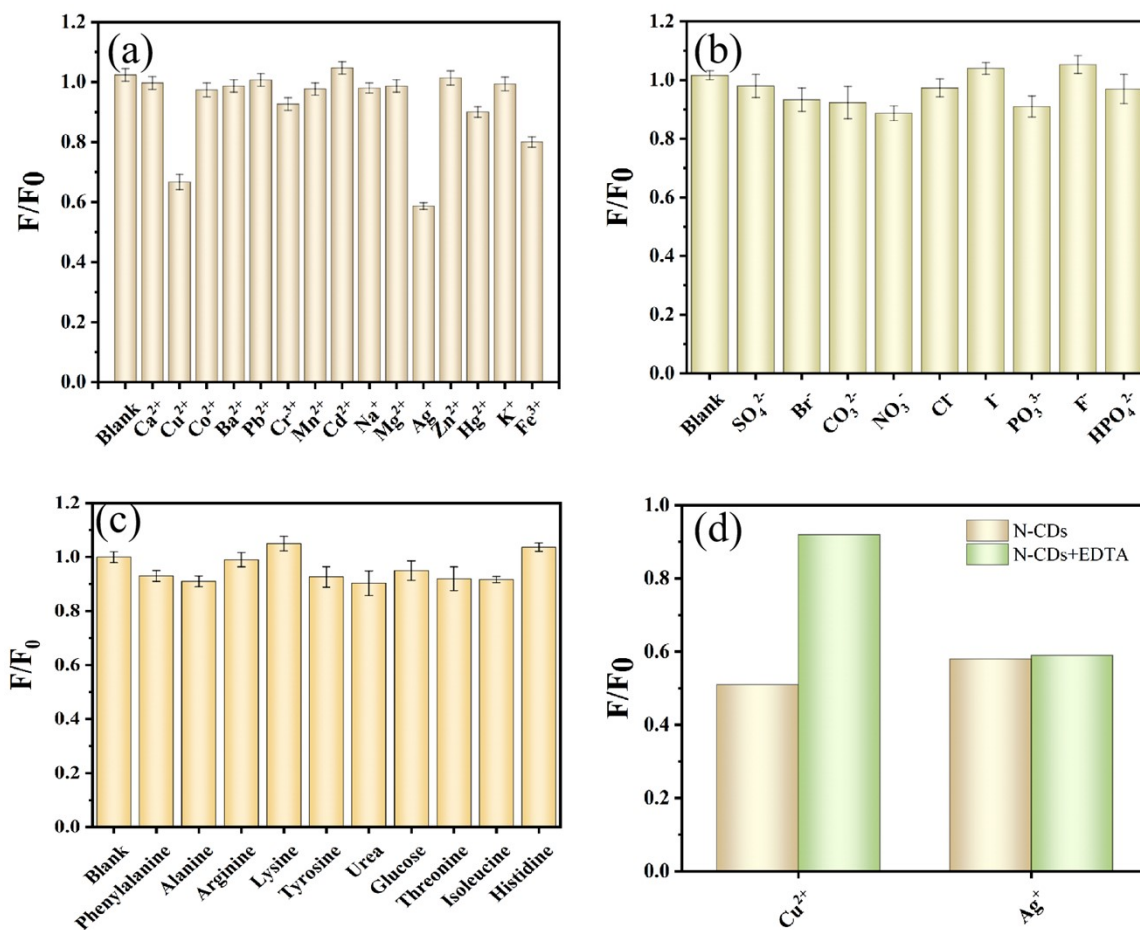 (a)
F/F0
1.2
1.0
0.8
0.6
0.4
0.2
0.0
Blank Ca²⁺ Cu²⁺ Co²⁺ Ba²⁺ Pb²⁺ Cr³⁺ Mn²⁺ Cd²⁺ Na⁺ Mg²⁺ Ag⁺ Zn²⁺ Hg²⁺ K⁺ Fe³⁺
(b)
F/F0
1.2
1.0
0.8
0.6
0.4
0.2
0.0
Blank SO₄²⁻ Br⁻ CO₃²⁻ NO₃⁻ Cl⁻ I⁻ PO₃³⁻ F⁻ HPO₄²⁻
(c)
F/F₀
1.2
1.0
0.8
0.6
0.4
0.2
0.0
Blank Phenylalanine Alanine Arginine Lysine Tyrosine Urea Glucose Threonine Isoleucine Histidine
(d)
N-CDs
N-CDs+EDTA
F/F0
1.0
0.8
0.6
0.4
0.2
0.0
Cu²⁺ Ag⁺